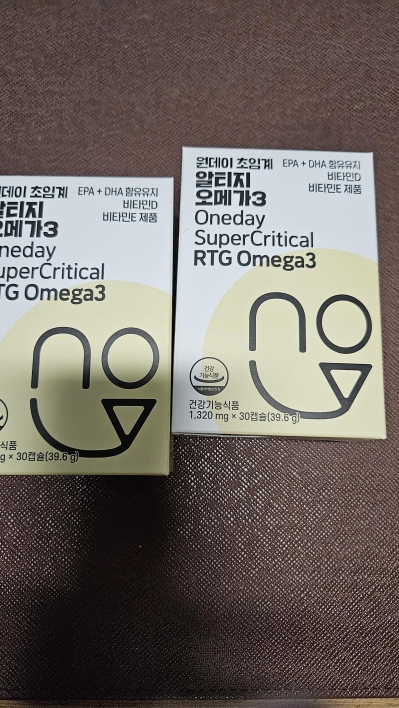 원데이 초임계
알티지
오메가3
Oneday
SuperCritical
RTG Omega3
EPA + DHA 함유유지
비타민D
비타민E 제품
건강
기능식품
건강기능식품
1,320 mg × 30캡슐(39.6 g)
데이 초임계
알티지
오메가3
neday
uperCritical
TG Omega3
EPA + DHA 함유유지
비타민D
비타민E 제품
식품
g × 30캡슐(39.6 g)